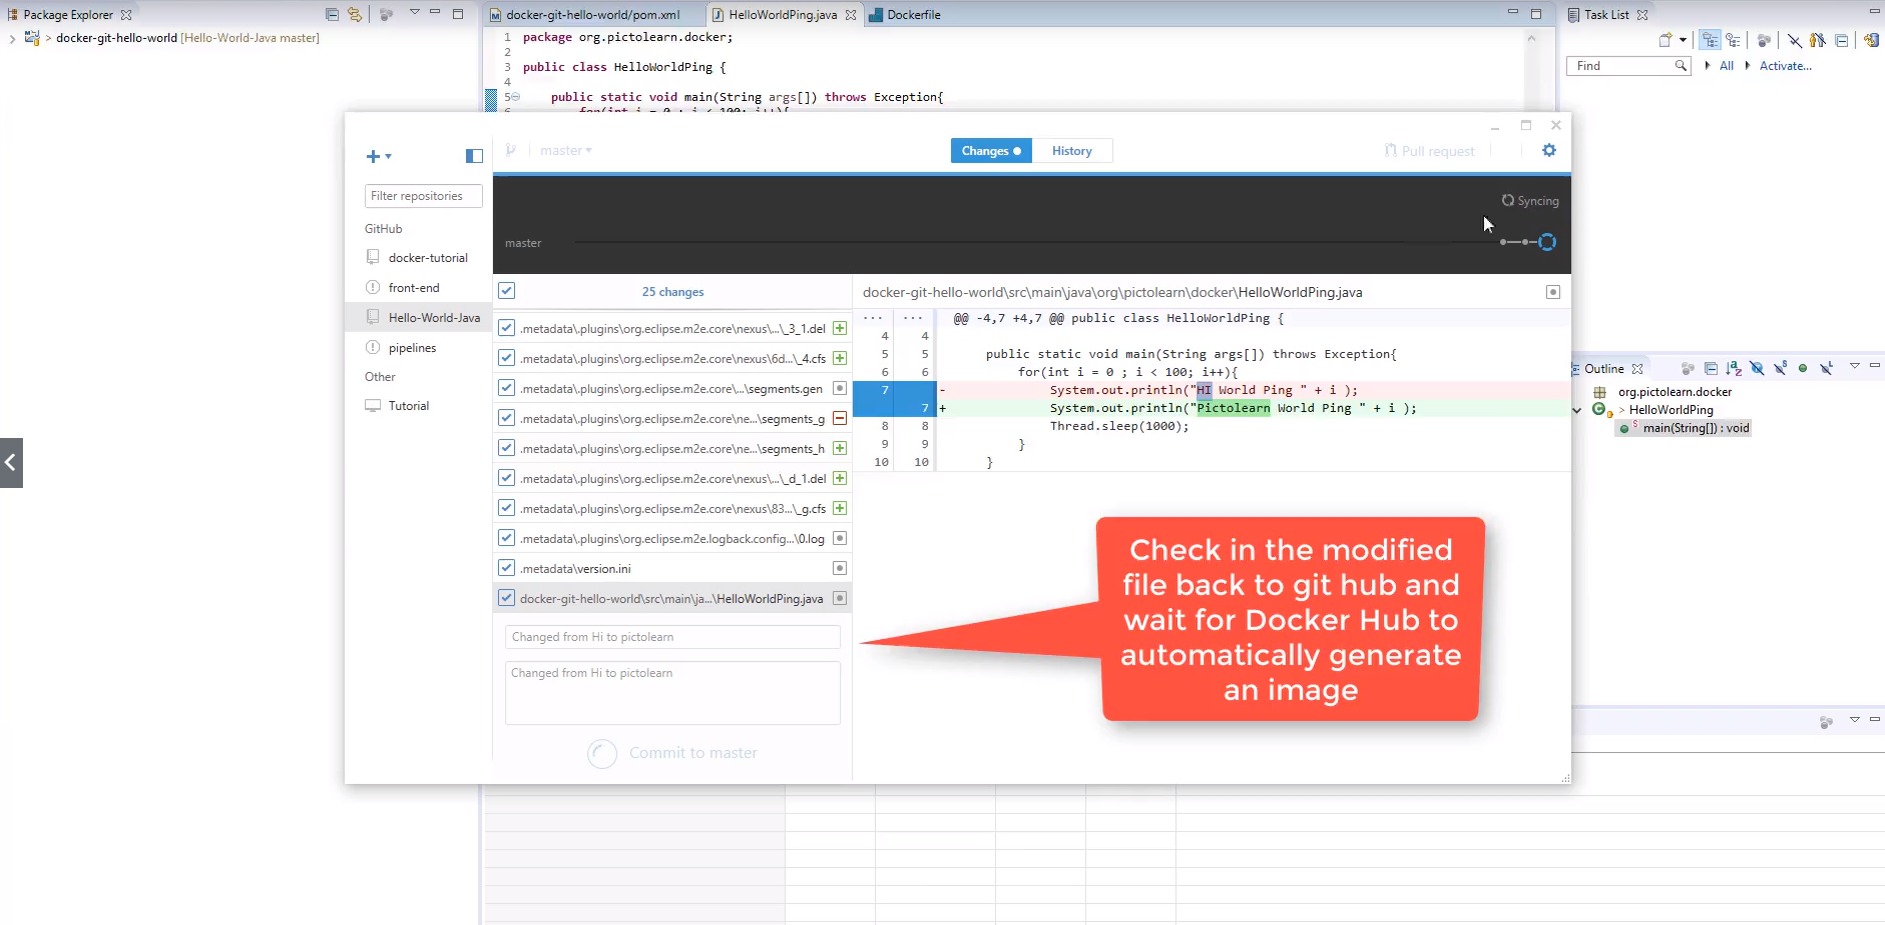 Package Explorer
docker-git-hello-world/pom.xml
HelloWorldPing.java
Dockerfile
Task List
> docker-git-hello-world [Hello-World-Java master]
1 package org.pictolearn.docker;
2
3 public class HelloWorldPing {
4
5 public static void main(String args[]) throws Exception{
6 for(int i = 0 ; i < 100; i++){
Find
All
Activate...
master
Changes
History
Pull request
Filter repositories
GitHub
docker-tutorial
front-end
Hello-World-Java
pipelines
Other
Tutorial
Syncing
master
25 changes
.metadata\.plugins\org.eclipse.m2e.core\nexus\..._3_1.del
.metadata\.plugins\org.eclipse.m2e.core\nexus\6d..._4.cfs
.metadata\.plugins\org.eclipse.m2e.core\...\segments.gen
.metadata\.plugins\org.eclipse.m2e.core\ne...\segments_g
.metadata\.plugins\org.eclipse.m2e.core\ne...\segments_h
.metadata\.plugins\org.eclipse.m2e.core\nexus\...\_d_1.del
.metadata\.plugins\org.eclipse.m2e.core\nexus\83...\_g.cfs
.metadata\.plugins\org.eclipse.m2e.logback.config...\0.log
.metadata\version.ini
docker-git-hello-world\src\main\ja...\HelloWorldPing.java
Changed from Hi to pictolearn
Changed from Hi to pictolearn
Commit to master
docker-git-hello-world\src\main\java\org\pictolearn\docker\HelloWorldPing.java
... ... @@ -4,7 +4,7 @@ public class HelloWorldPing {
4 4
5 5 public static void main(String args[]) throws Exception{
6 6 for(int i = 0 ; i < 100; i++){
7 - System.out.println("HI World Ping " + i );
7 + System.out.println("Pictolearn World Ping " + i );
8 8 Thread.sleep(1000);
9 9 }
10 10 }
Check in the modified
file back to git hub and
wait for Docker Hub to
automatically generate
an image
Outline
org.pictolearn.docker
> HelloWorldPing
main(String[]) : void